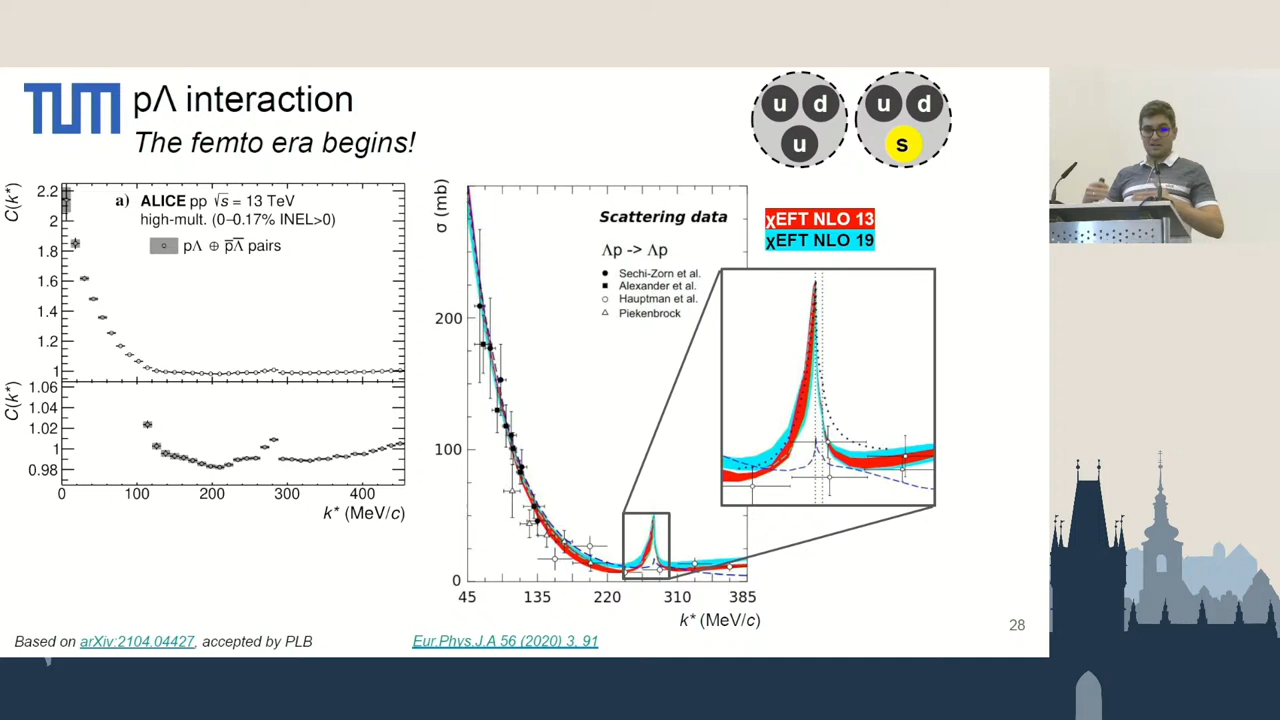 TUM
pΛ interaction
The femto era begins!
u d
u
u d
s
C(k*)
2.2
2
1.8
1.6
1.4
1.2
1
a) ALICE pp √s = 13 TeV
high-mult. (0–0.17% INEL>0)
pΛ ⊕ p̅Λ̅ pairs
C(k*)
1.06
1.04
1.02
1
0.98
0 100 200 300 400
k* (MeV/c)
σ (mb)
200
100
0
Scattering data
Λp -> Λp
Sechi-Zorn et al.
Alexander et al.
Hauptman et al.
Piekenbrock
χEFT NLO 13
χEFT NLO 19
45 135 220 310 385
k* (MeV/c)
28
Based on arXiv:2104.04427, accepted by PLB
Eur.Phys.J.A 56 (2020) 3, 91